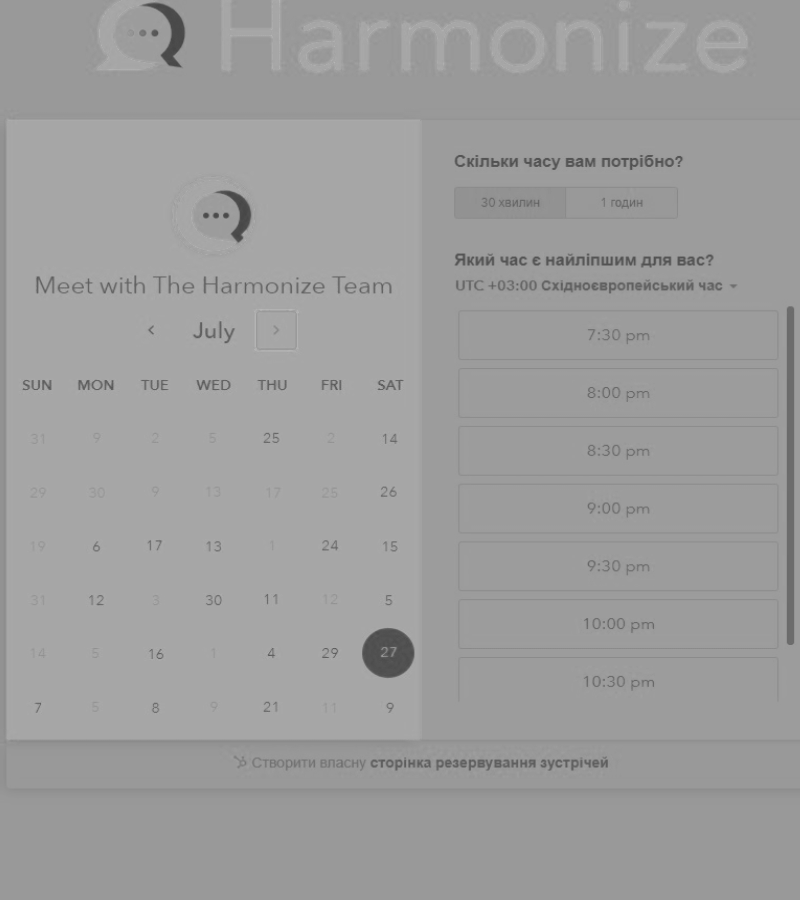 Harmonize
Meet with The Harmonize Team
July
SUN MON TUE WED THU FRI SAT
31 9 2 5 25 2 14
29 30 9 13 17 25 26
19 6 17 13 1 24 15
31 12 3 30 11 12 5
14 5 16 1 4 29 27
7 5 8 9 21 11 9
Скільки часу вам потрібно?
30 хвилин 1 годин
Який час є найліпшим для вас?
UTC +03:00 Східноєвропейський час
7:30 pm
8:00 pm
8:30 pm
9:00 pm
9:30 pm
10:00 pm
10:30 pm
Створити власну сторінка резервування зустрічей